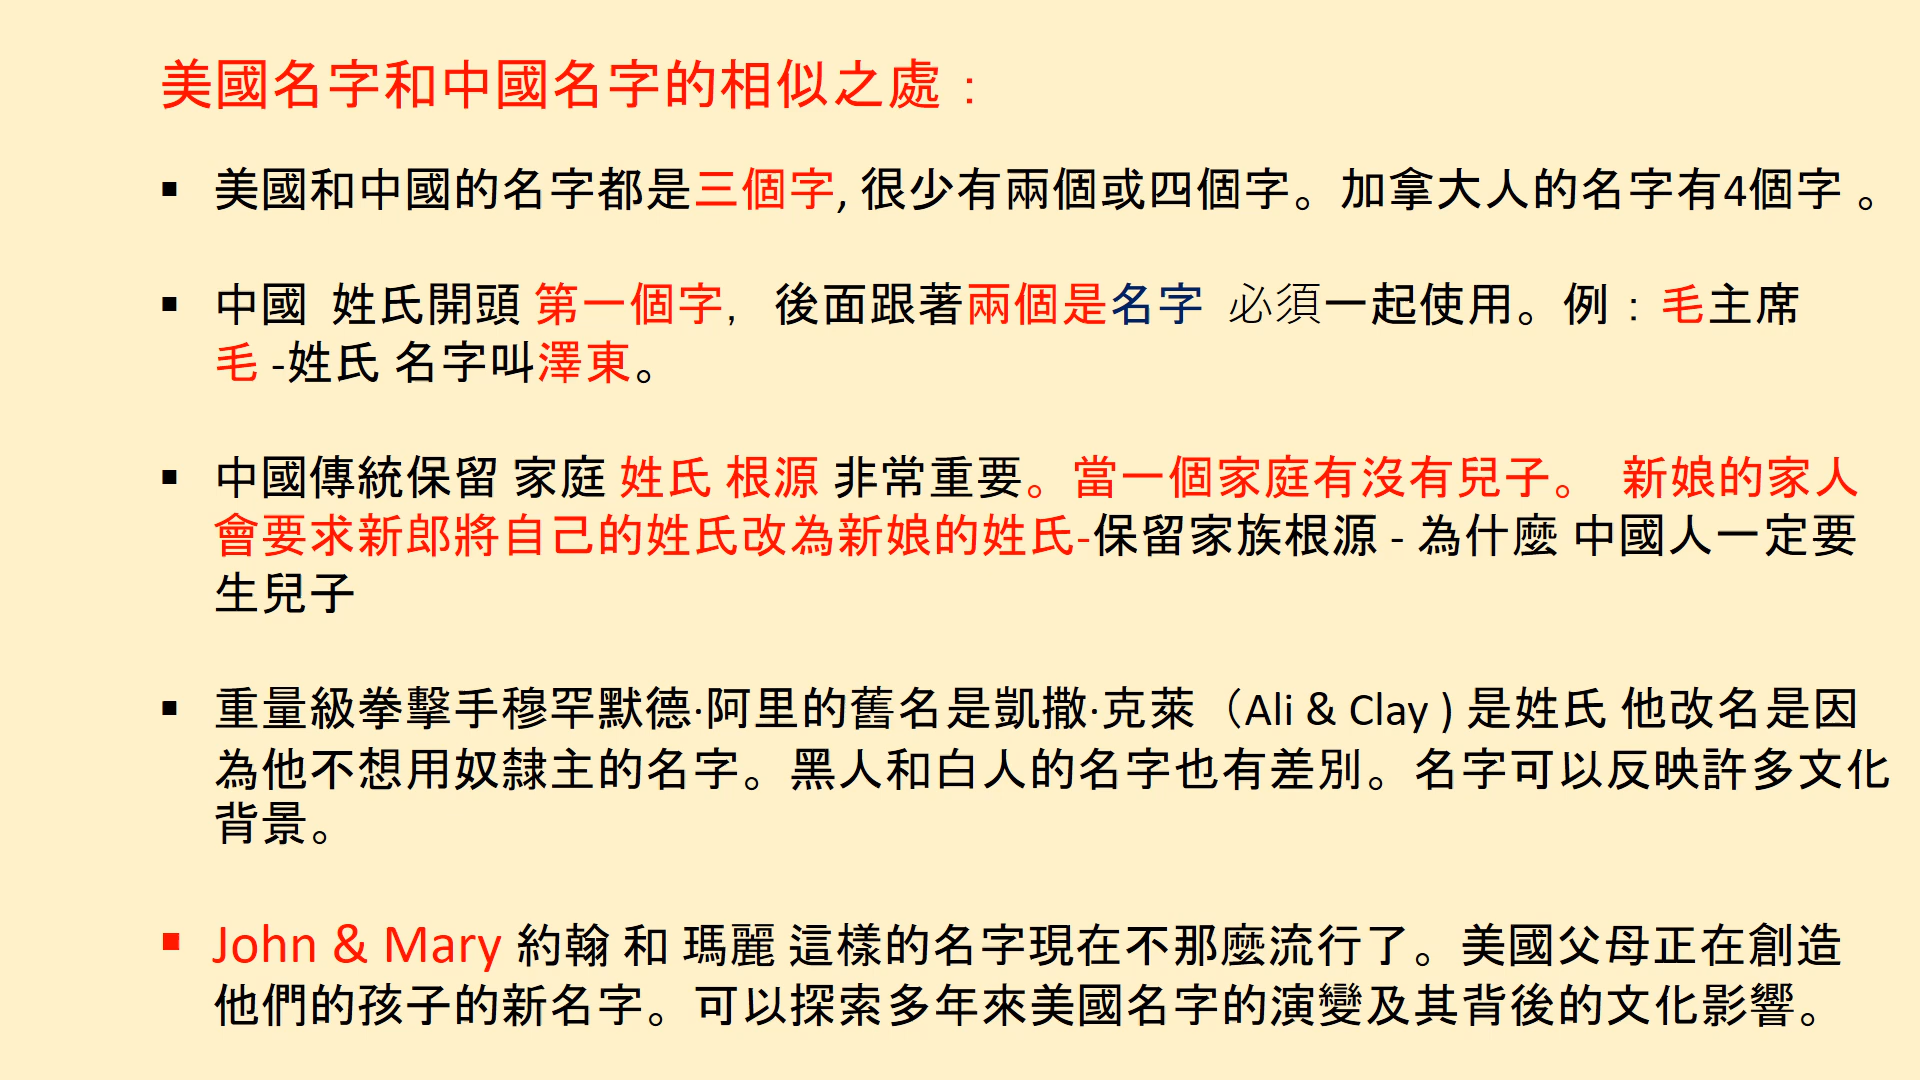 美國名字和中國名字的相似之處：
▪ 美國和中國的名字都是三個字, 很少有兩個或四個字。加拿大人的名字有4個字 。
▪ 中國 姓氏開頭 第一個字， 後面跟著兩個是名字 必須一起使用。例：毛主席
毛 -姓氏 名字叫澤東。
▪ 中國傳統保留 家庭 姓氏 根源 非常重要。當一個家庭有沒有兒子。 新娘的家人
會要求新郎將自己的姓氏改為新娘的姓氏-保留家族根源 - 為什麼 中國人一定要
生兒子
▪ 重量級拳擊手穆罕默德·阿里的舊名是凱撒·克萊（Ali & Clay ) 是姓氏 他改名是因
為他不想用奴隸主的名字。黑人和白人的名字也有差別。名字可以反映許多文化
背景。
▪ John & Mary 約翰 和 瑪麗 這樣的名字現在不那麼流行了。美國父母正在創造
他們的孩子的新名字。可以探索多年來美國名字的演變及其背後的文化影響。